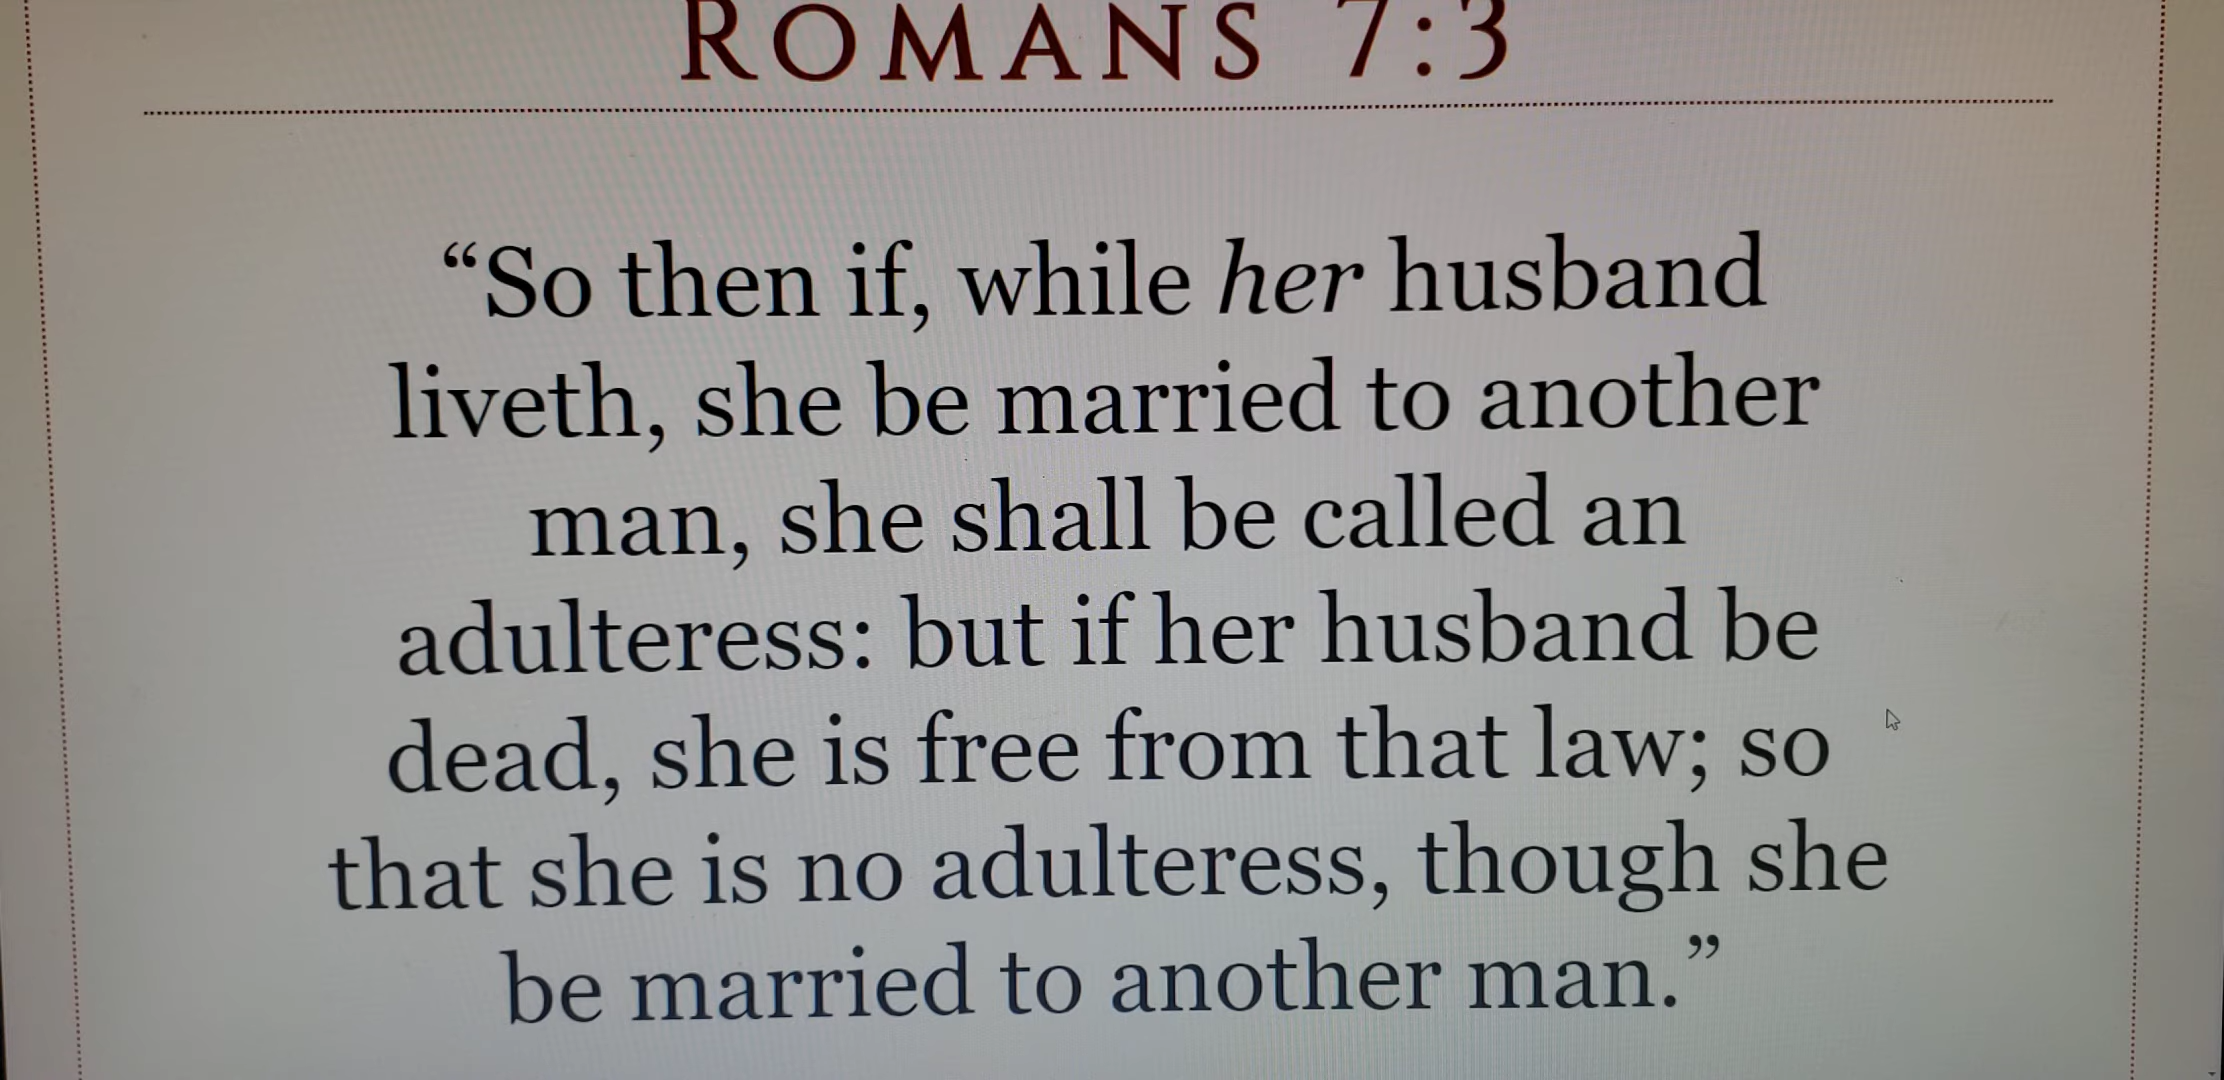 ROMANS 7:3
“So then if, while her husband
liveth, she be married to another
man, she shall be called an
adulteress: but if her husband be
dead, she is free from that law; so
that she is no adulteress, though she
be married to another man.”